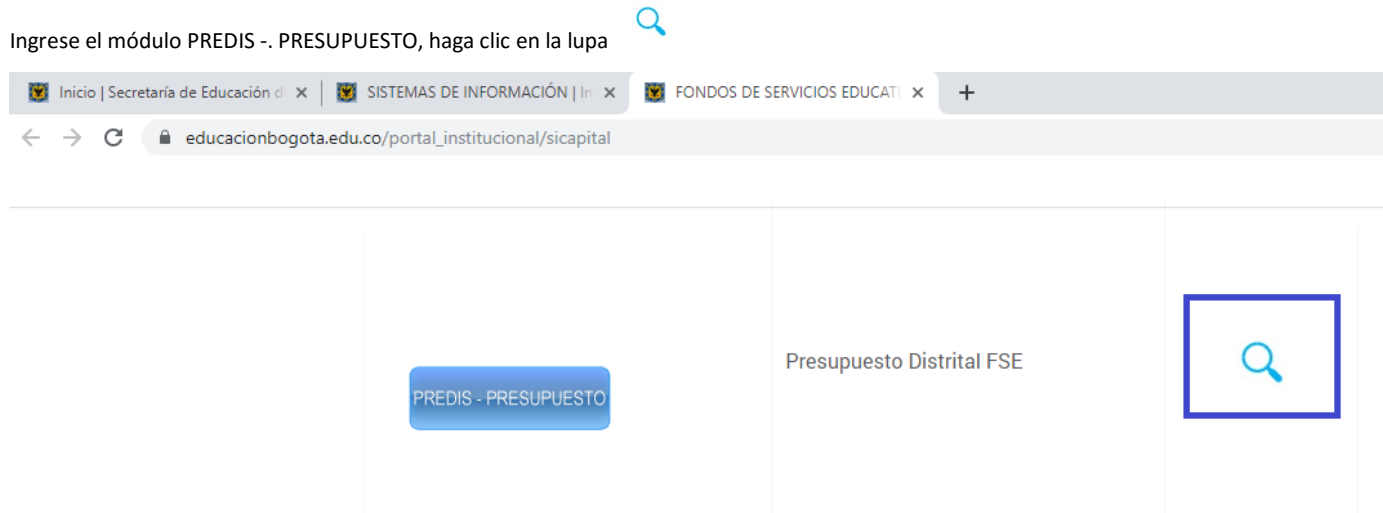 Ingrese el módulo PREDIS -. PRESUPUESTO, haga clic en la lupa
Inicio | Secretaría de Educación d
SISTEMAS DE INFORMACIÓN | In
FONDOS DE SERVICIOS EDUCATI
educacionbogota.edu.co/portal_institucional/sicapital
Presupuesto Distrital FSE
PREDIS - PRESUPUESTO